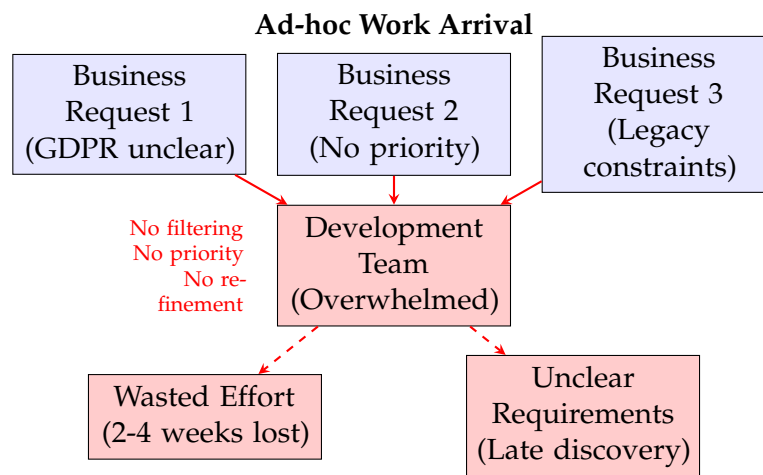 Ad-hoc Work Arrival
Business
Request 1
(GDPR unclear)
Business
Request 2
(No priority)
Business
Request 3
(Legacy
constraints)
No filtering
No priority
No re-
finement
Development
Team
(Overwhelmed)
Wasted Effort
(2-4 weeks lost)
Unclear
Requirements
(Late discovery)